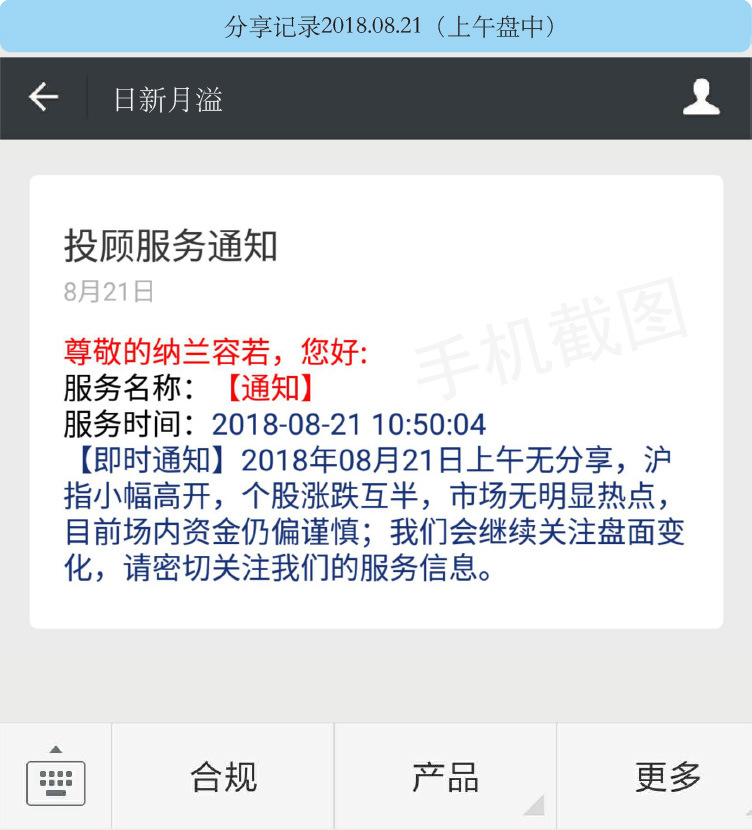 分享记录2018.08.21（上午盘中）
日新月溢
投顾服务通知
8月21日
手机截图
尊敬的纳兰容若，您好:
服务名称：【通知】
服务时间：2018-08-21 10:50:04
【即时通知】2018年08月21日上午无分享，沪
指小幅高开，个股涨跌互半，市场无明显热点，
目前场内资金仍偏谨慎；我们会继续关注盘面变
化，请密切关注我们的服务信息。
合规
产品
更多